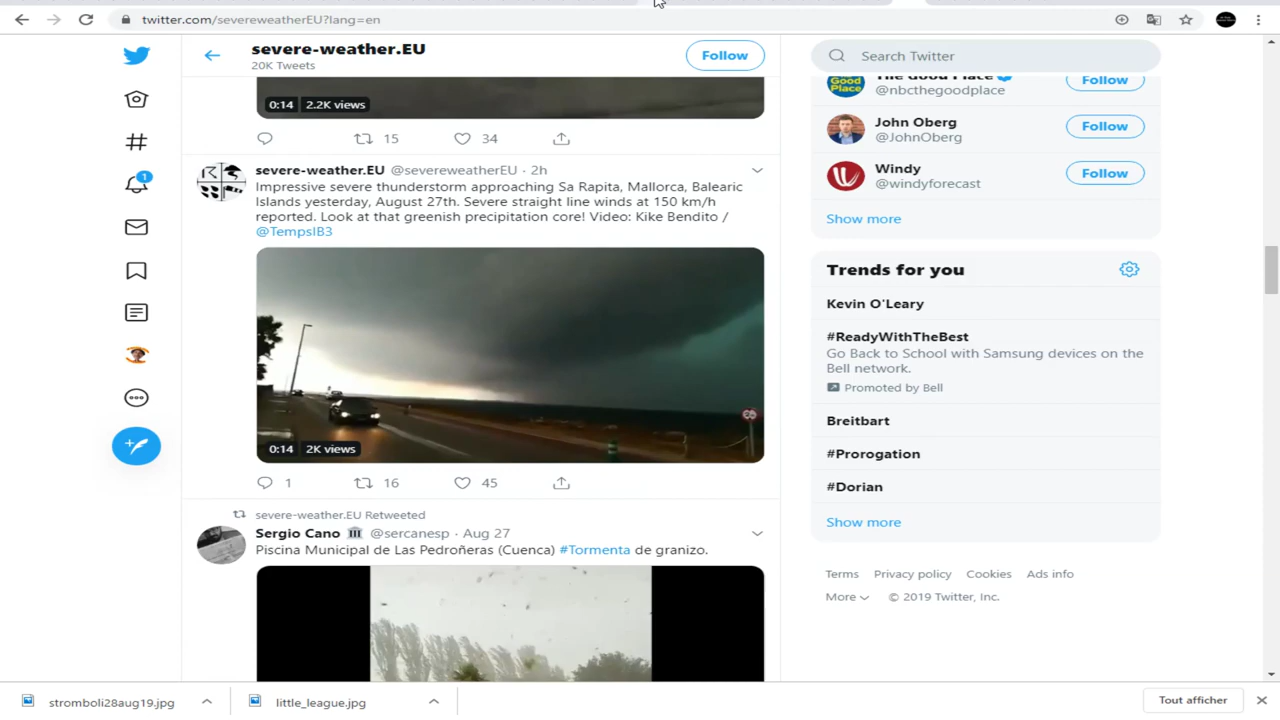 twitter.com/severeweatherEU?lang=en
severe-weather.EU
20K Tweets
Follow
Search Twitter
0:14 2.2K views
15 34
severe-weather.EU @severeweatherEU · 2h
Impressive severe thunderstorm approaching Sa Rapita, Mallorca, Balearic
Islands yesterday, August 27th. Severe straight line winds at 150 km/h
reported. Look at that greenish precipitation core! Video: Kike Bendito /
@TempsIB3
0:14 2K views
1 16 45
severe-weather.EU Retweeted
Sergio Cano @sercanesp · Aug 27
Piscina Municipal de Las Pedroñeras (Cuenca) #Tormenta de granizo.
1
The Good Place
@nbcthegoodplace
Follow
John Oberg
@JohnOberg
Follow
Windy
@windyforecast
Follow
Show more
Trends for you
Kevin O'Leary
#ReadyWithTheBest
Go Back to School with Samsung devices on the
Bell network.
Promoted by Bell
Breitbart
#Prorogation
#Dorian
Show more
Terms Privacy policy Cookies Ads info
More © 2019 Twitter, Inc.
stromboli28aug19.jpg
little_league.jpg
Tout afficher